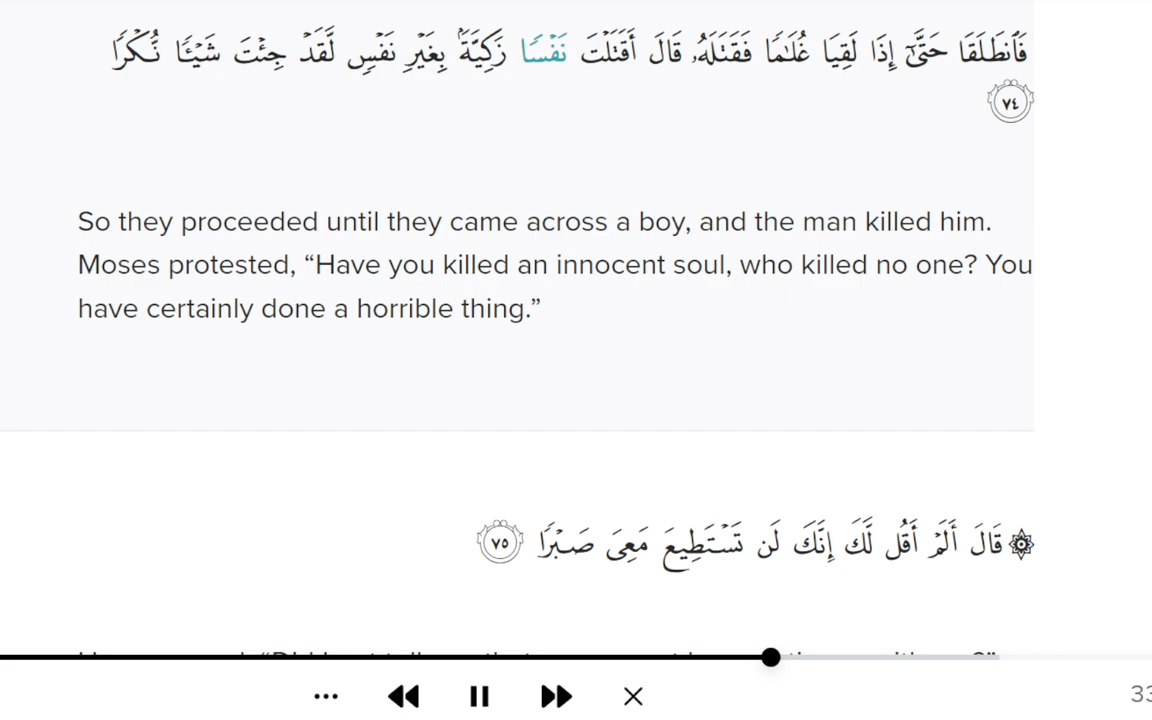 فَٱنطَلَقَا حَتَّىٰٓ إِذَا لَقِيَا غُلَـٰمًا فَقَتَلَهُۥ قَالَ أَقَتَلْتَ نَفْسًا زَكِيَّةًۢ بِغَيْرِ نَفْسٍ لَّقَدْ جِئْتَ شَيْـًٔا نُّكْرًا
٧٤
So they proceeded until they came across a boy, and the man killed him.
Moses protested, “Have you killed an innocent soul, who killed no one? You
have certainly done a horrible thing.”
۞ قَالَ أَلَمْ أَقُل لَّكَ إِنَّكَ لَن تَسْتَطِيعَ مَعِىَ صَبْرًا ٧٥
33